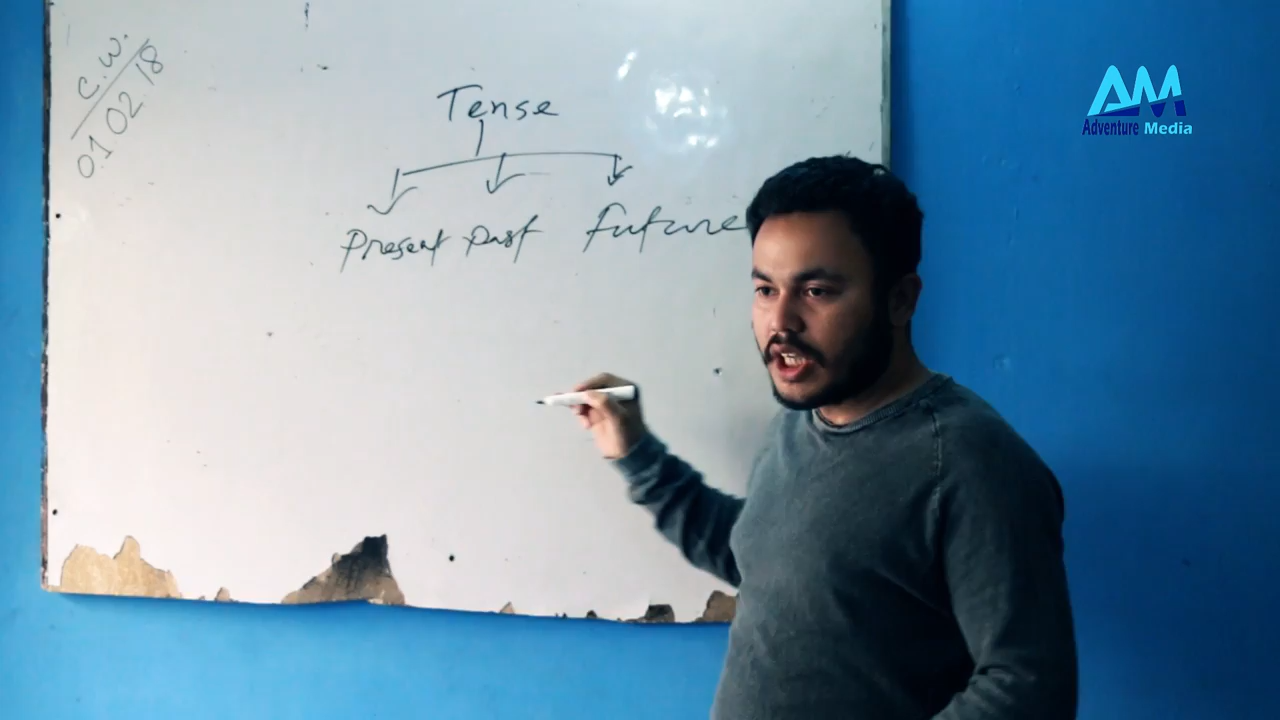 C.W.
01 02 18
Tense
Present Past Future
AM
Adventure Media